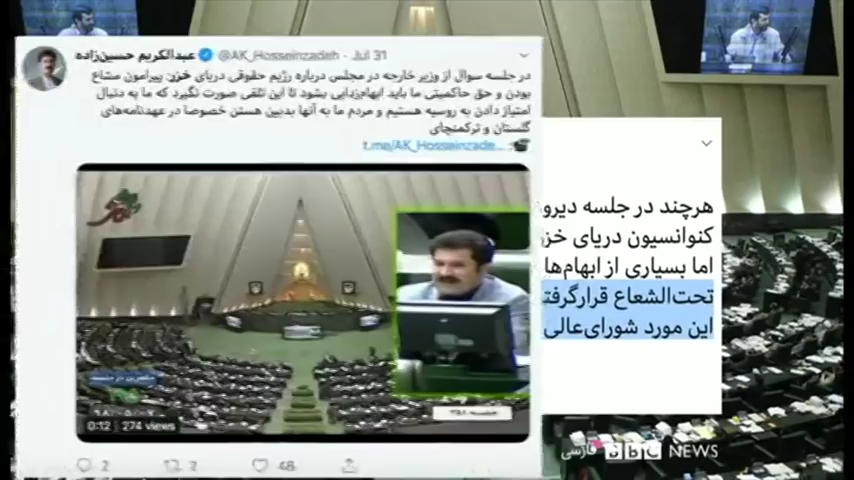 عبدالکریم حسین‌زاده @AK_Hosseinzadeh · Jul 31
در جلسه سوال از وزیر خارجه در مجلس درباره رژیم حقوقی دریای خزر، پیرامون مشاع
بودن و حق حاکمیتی ما باید ابهام‌زدایی بشود تا این تلقی صورت نگیرد که ما به دنبال
امتیاز دادن به روسیه هستیم و مردم ما به آنها بدبین هستن خصوصا در عهدنامه‌های
گلستان و ترکمنچای
t.me/AK_Hosseinzade...
0:12 274 views
2 2 48
هرچند در جلسه
کنوانسیون دریای
اما بسیاری از ابهام‌ها
تحت‌الشعاع
این مورد شورای‌عالی
BBC NEWS فارسی